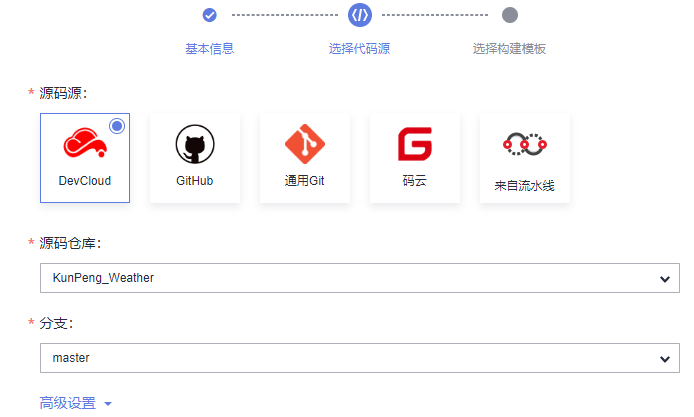 基本信息 选择代码源 选择构建模板
* 源码源：
DevCloud GitHub 通用Git 码云 来自流水线
* 源码仓库：
KunPeng_Weather
* 分支：
master
高级设置